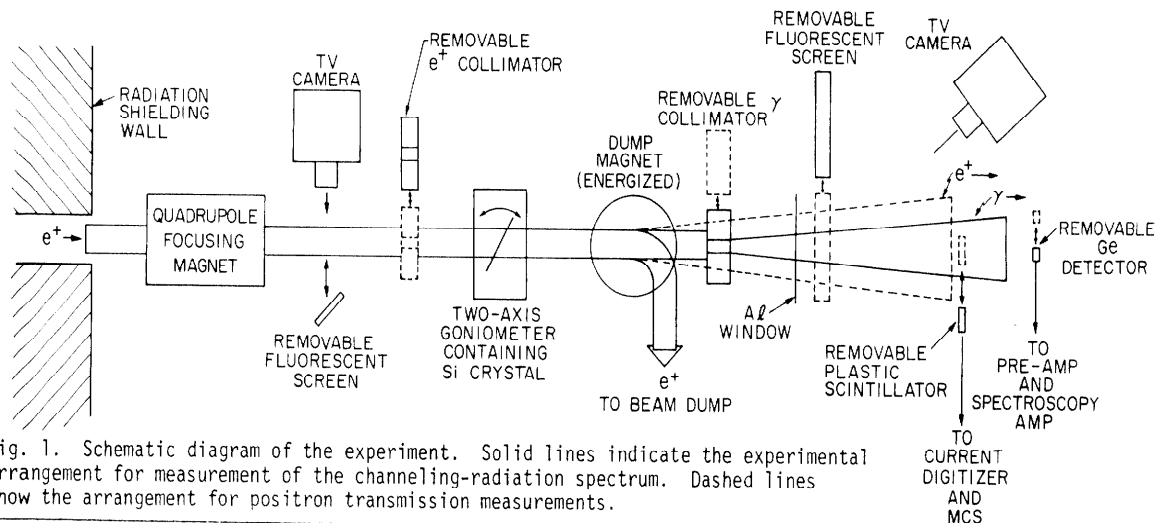 RADIATION
SHIELDING
WALL
e+
QUADRUPOLE
FOCUSING
MAGNET
TV
CAMERA
REMOVABLE
FLUORESCENT
SCREEN
REMOVABLE
e+ COLLIMATOR
TWO-AXIS
GONIOMETER
CONTAINING
Si CRYSTAL
DUMP
MAGNET
(ENERGIZED)
e+
TO BEAM DUMP
REMOVABLE γ
COLLIMATOR
Aℓ
WINDOW
REMOVABLE
FLUORESCENT
SCREEN
TV
CAMERA
e+
γ
REMOVABLE
Ge
DETECTOR
REMOVABLE
PLASTIC
SCINTILLATOR
TO
PRE-AMP
AND
SPECTROSCOPY
AMP
TO
CURRENT
DIGITIZER
AND
MCS
ig. 1. Schematic diagram of the experiment. Solid lines indicate the experimental
rrangement for measurement of the channeling-radiation spectrum. Dashed lines
how the arrangement for positron transmission measurements.